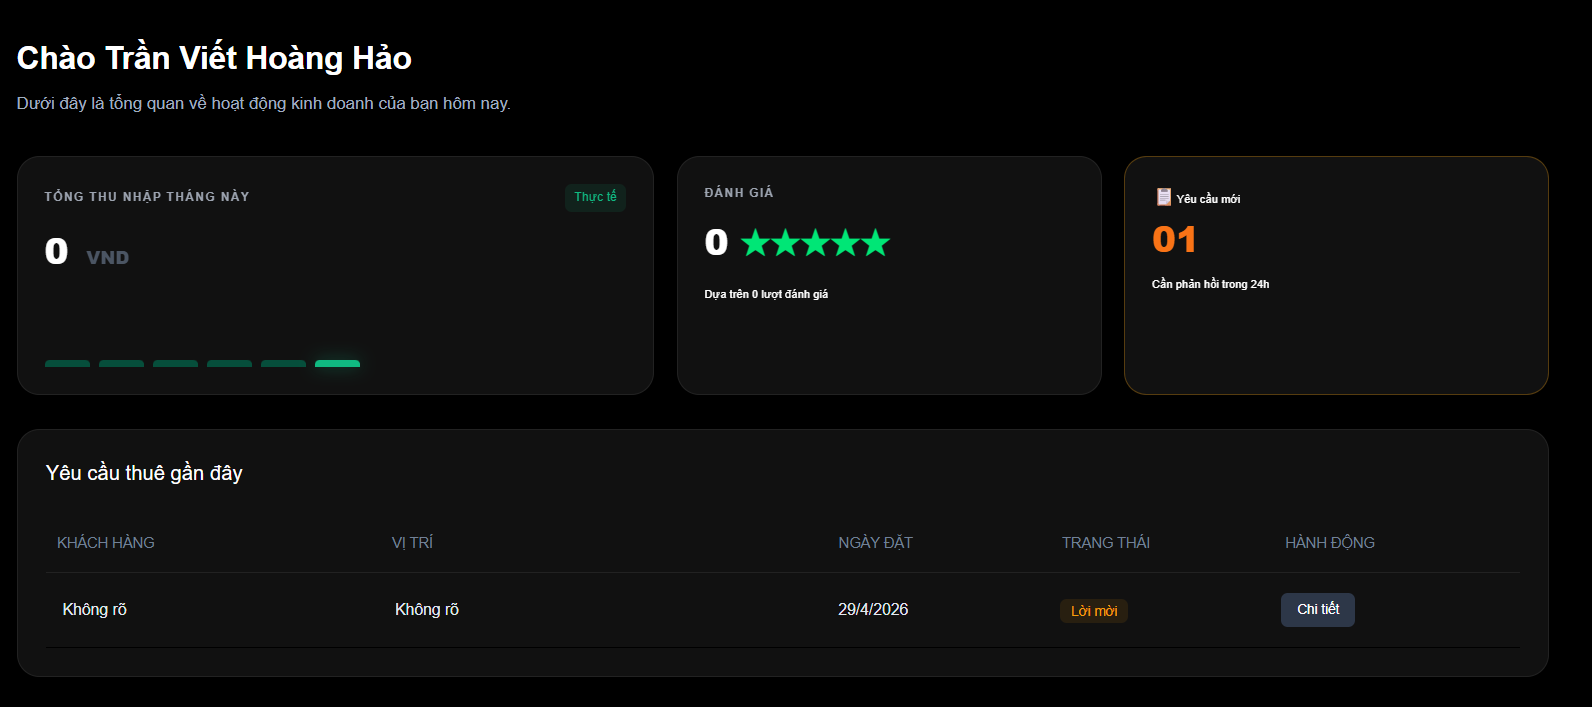 Chào Trần Viết Hoàng Hảo
Dưới đây là tổng quan về hoạt động kinh doanh của bạn hôm nay.
TỔNG THU NHẬP THÁNG NÀY
Thực tế
0 VND
ĐÁNH GIÁ
0
Dựa trên 0 lượt đánh giá
Yêu cầu mới
01
Cần phản hồi trong 24h
Yêu cầu thuê gần đây
KHÁCH HÀNG VỊ TRÍ NGÀY ĐẶT TRẠNG THÁI HÀNH ĐỘNG
Không rõ Không rõ 29/4/2026 Lời mời Chi tiết